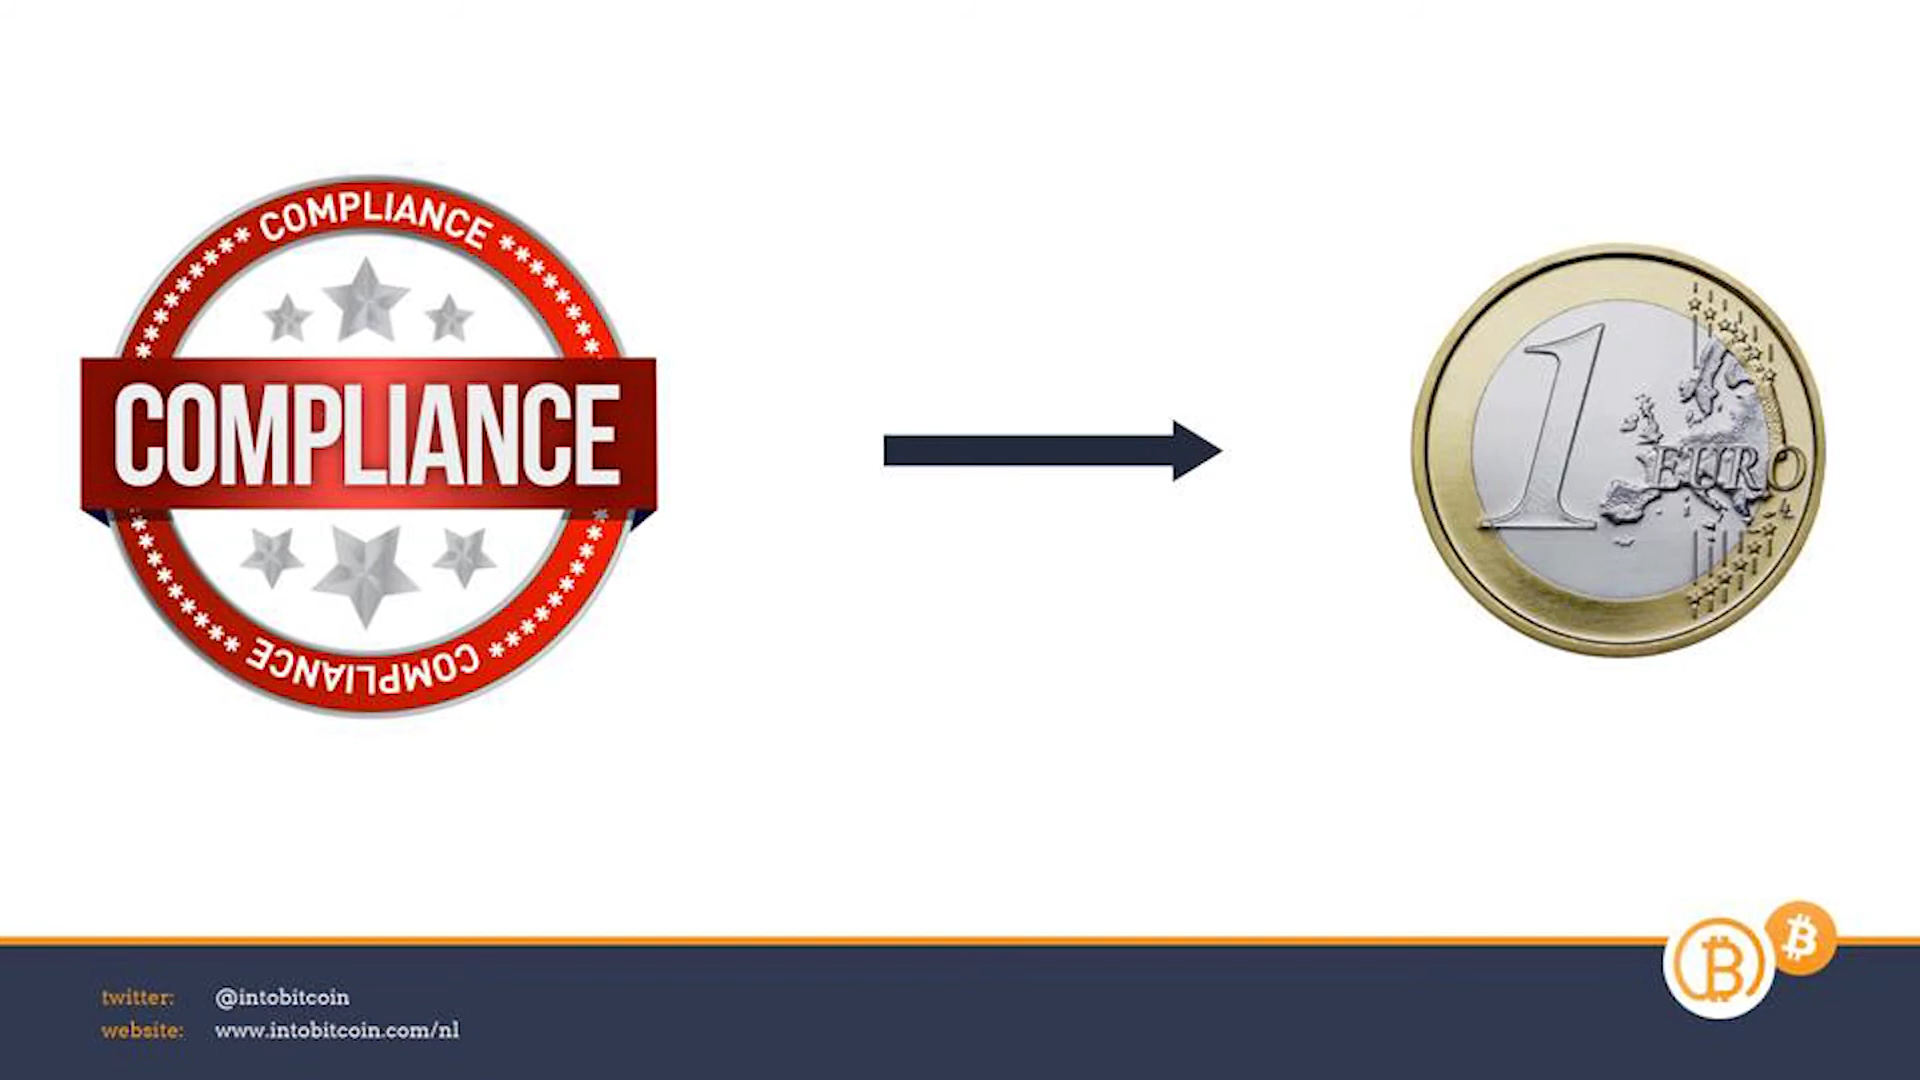 COMPLIANCE
COMPLIANCE
COMPLIANCE
1
EURO
twitter: @intobitcoin
website: www.intobitcoin.com/nl